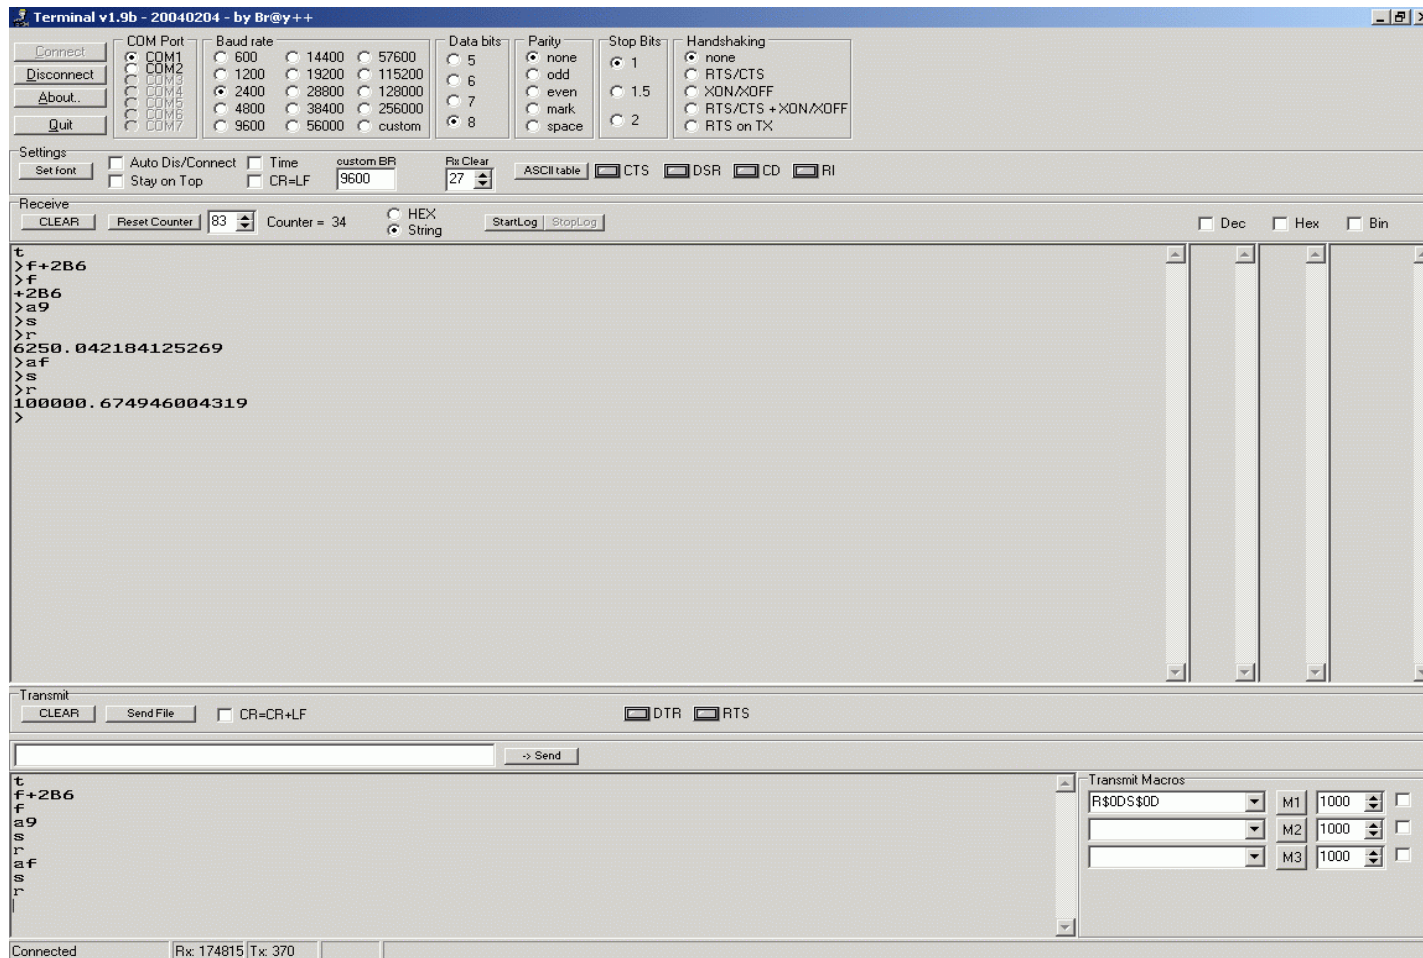 Terminal v1.9b - 20040204 - by Br@y++
Connect
Disconnect
About..
Quit
COM Port
COM1
COM2
COM3
COM4
COM5
COM6
COM7
Baud rate
600 14400 57600
1200 19200 115200
2400 28800 128000
4800 38400 256000
9600 56000 custom
Data bits
5
6
7
8
Parity
none
odd
even
mark
space
Stop Bits
1
1.5
2
Handshaking
none
RTS/CTS
XON/XOFF
RTS/CTS + XON/XOFF
RTS on TX
Settings
Set font
Auto Dis/Connect Time
Stay on Top CR=LF
custom BR
9600
Rx Clear
27
ASCII table CTS DSR CD RI
Receive
CLEAR Reset Counter 83 Counter = 34
HEX
String
StartLog StopLog
Dec Hex Bin
t
>f+2B6
>f
+2B6
>a9
>s
>r
6250.042184125269
>af
>s
>r
100000.674946004319
>
Transmit
CLEAR Send File CR=CR+LF DTR RTS
-> Send
t
f+2B6
f
a9
s
r
af
s
r
Transmit Macros
R$0DS$0D M1 1000
M2 1000
M3 1000
Connected Rx: 174815 Tx: 370